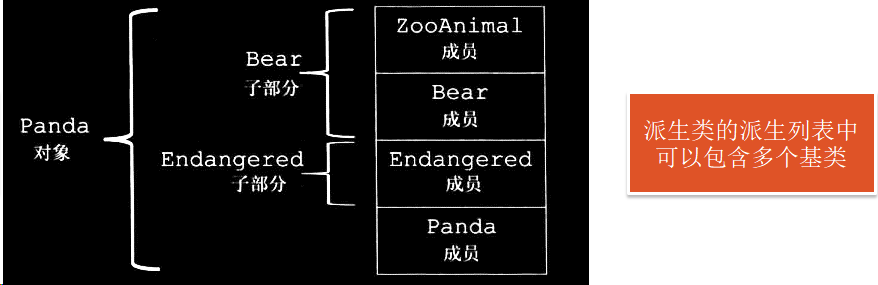 Panda
对象
Bear
子部分
Endangered
子部分
ZooAnimal
成员
Bear
成员
Endangered
成员
Panda
成员
派生类的派生列表中
可以包含多个基类